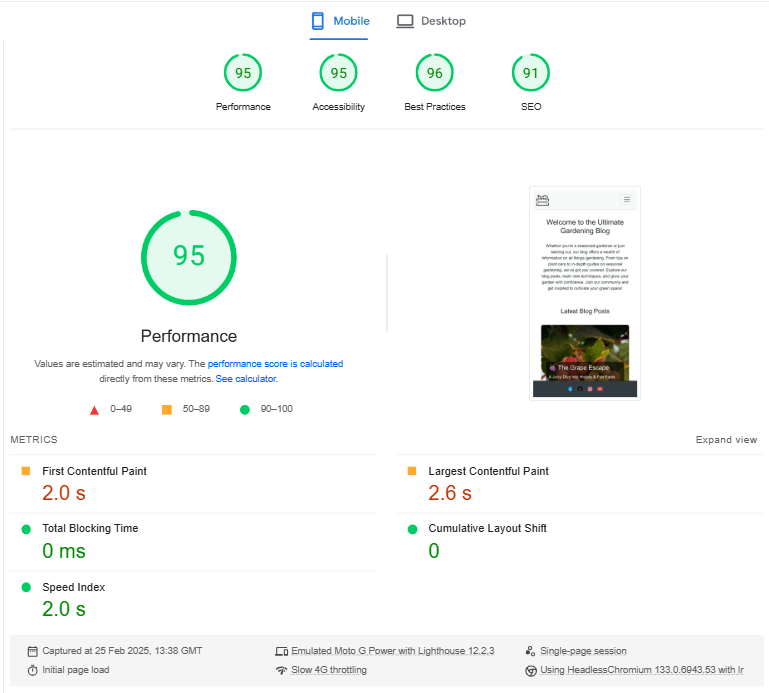 Mobile Desktop
95 95 96 91
Performance Accessibility Best Practices SEO
Welcome to the Ultimate
Gardening Blog
Whether you're a seasoned gardener or just
starting out, our blog offers a wealth of
information on all things gardening. From tips on
plant care to in-depth guides on seasonal
gardening, we've got you covered. Explore our
blog posts, learn new techniques, and grow your
garden with confidence. Join our community and
get inspired to cultivate your green space!
Latest Blog Posts
The Grape Escape
A Juicy Dive into History & Fun Facts
95
Performance
Values are estimated and may vary. The performance score is calculated
directly from these metrics. See calculator.
0–49 50–89 90–100
METRICS Expand view
First Contentful Paint
2.0 s
Largest Contentful Paint
2.6 s
Total Blocking Time
0 ms
Cumulative Layout Shift
0
Speed Index
2.0 s
Captured at 25 Feb 2025, 13:38 GMT
Emulated Moto G Power with Lighthouse 12.2.3
Single-page session
Initial page load
Slow 4G throttling
Using HeadlessChromium 133.0.6943.53 with lr